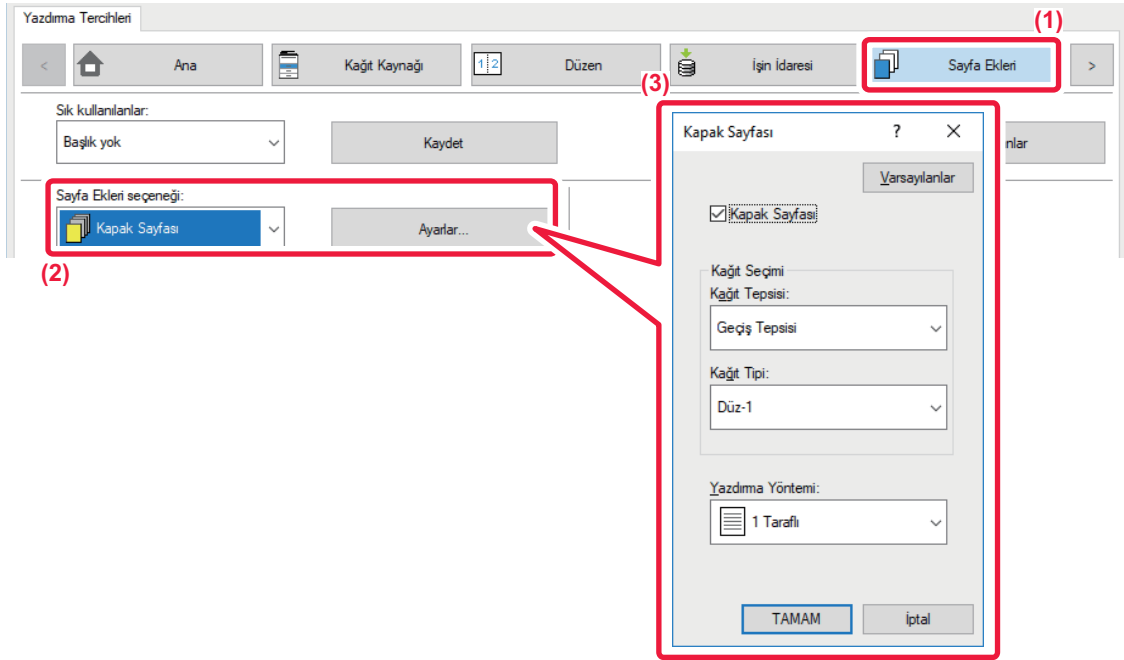 Yazdırma Tercihleri
(1)
<
Ana
Kağıt Kaynağı
1 2
Düzen
İşin İdaresi
Sayfa Ekleri
>
(3)
Sık kullanılanlar:
Başlık yok
Kaydet
nlar
Sayfa Ekleri seçeneği:
Kapak Sayfası
Ayarlar...
(2)
Kapak Sayfası
?
Varsayılanlar
Kapak Sayfası
Kağıt Seçimi
Kağıt Tepsisi:
Geçiş Tepsisi
Kağıt Tipi:
Düz-1
Yazdırma Yöntemi:
1 Taraflı
TAMAM
İptal